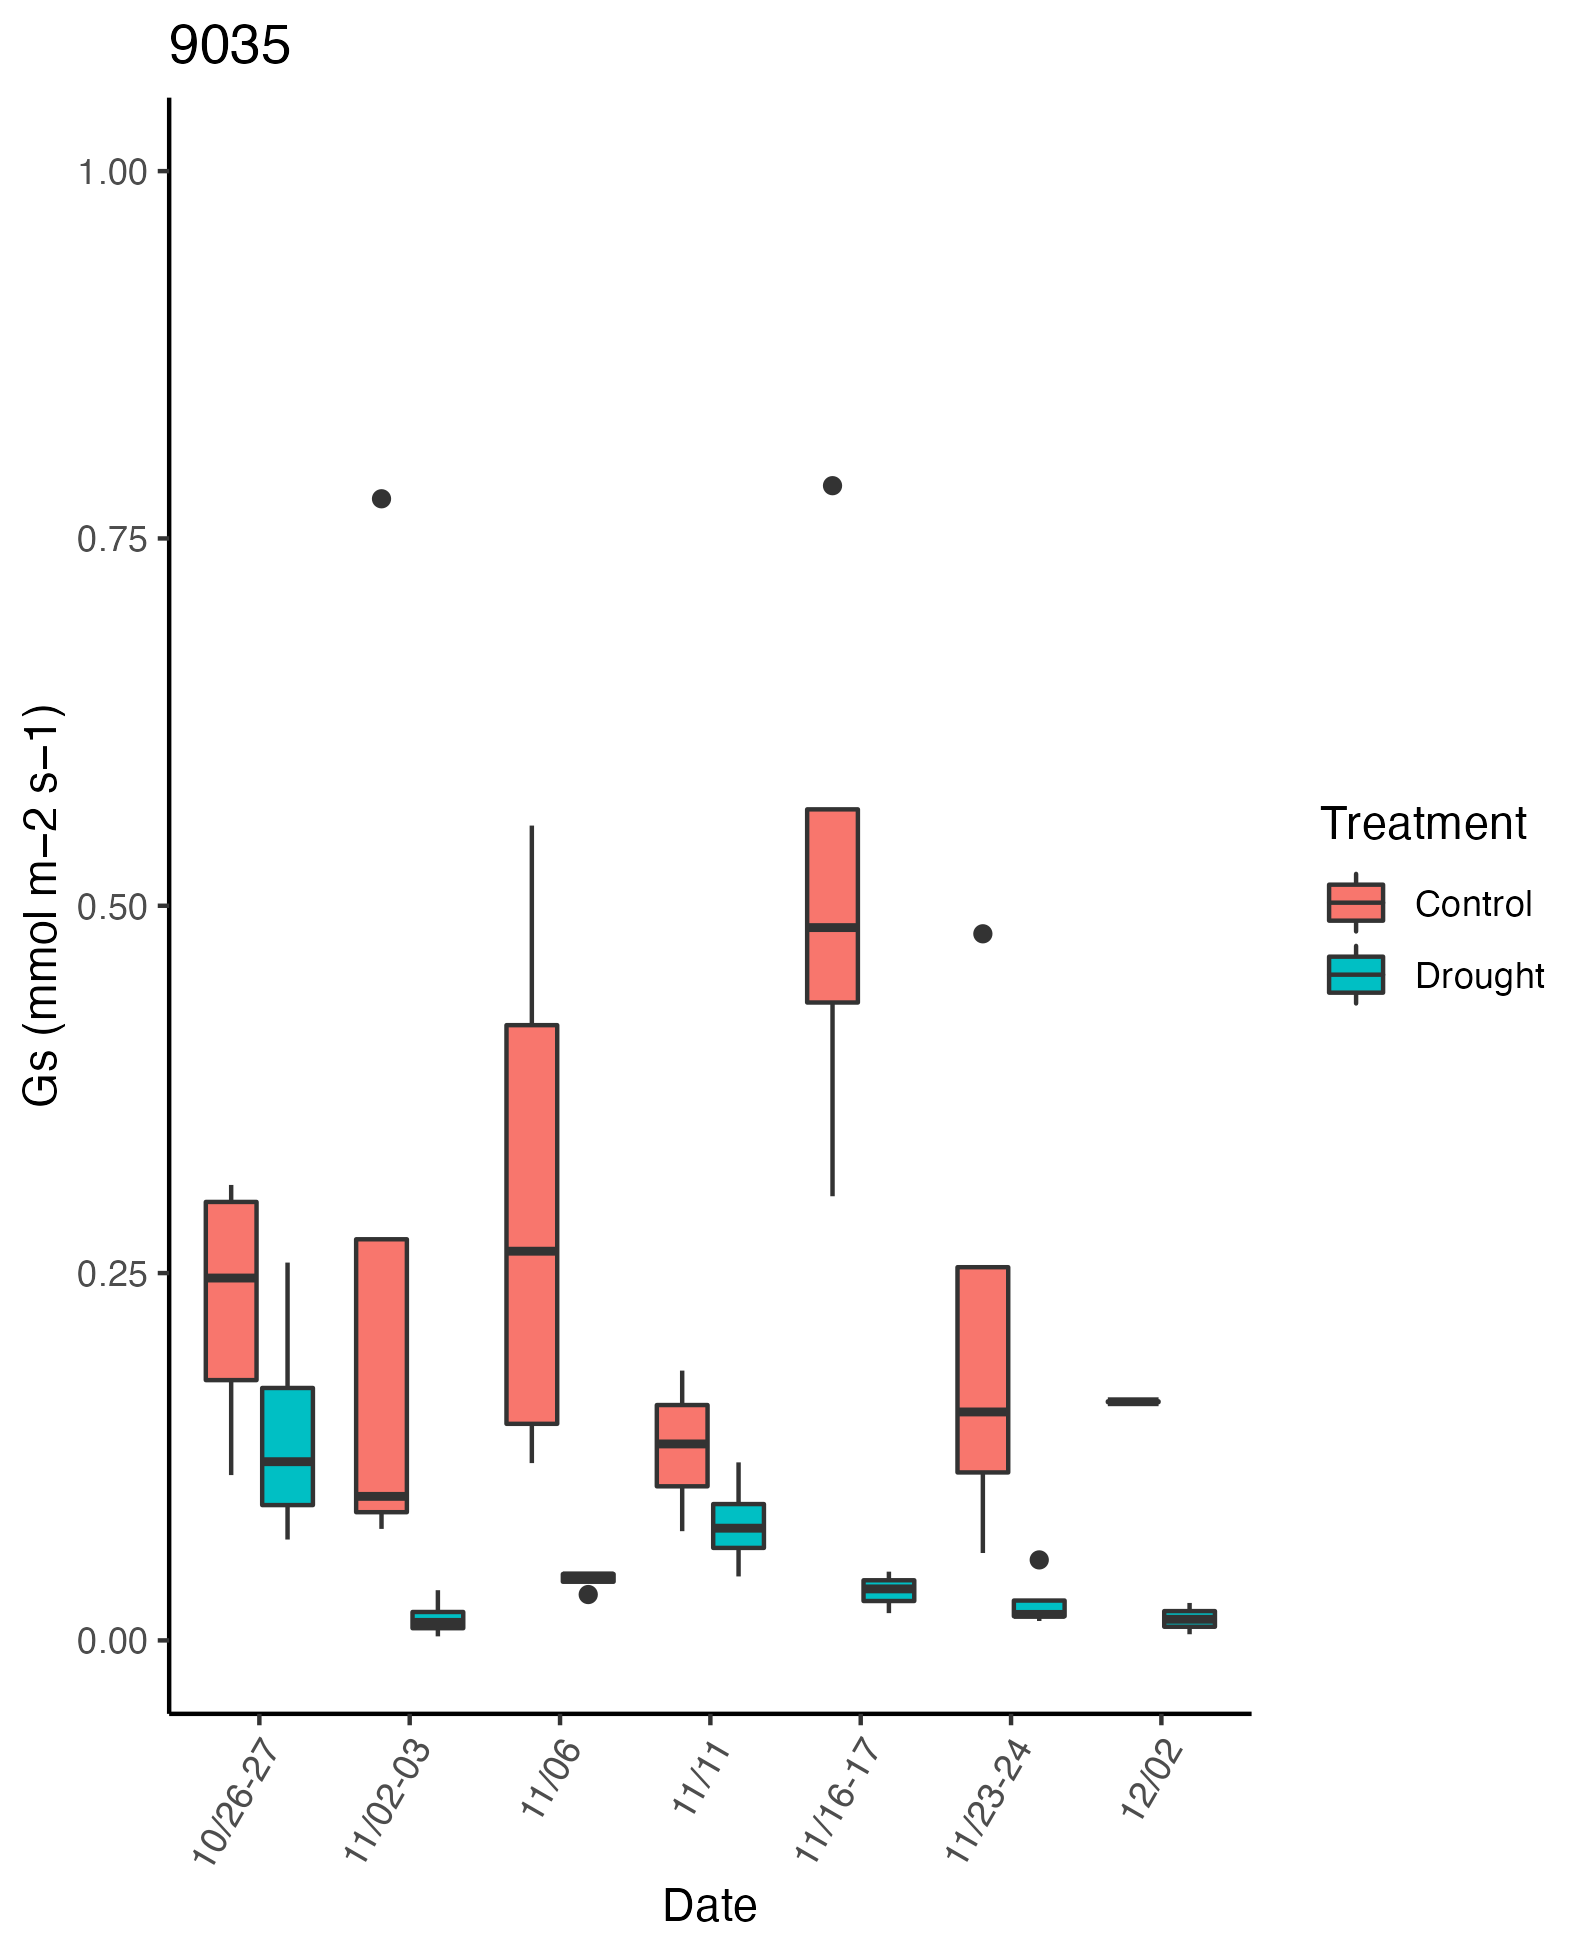 9035
1.00
0.75
0.50
0.25
0.00
Gs (mmol m−2 s−1)
10/26-27
11/02-03
11/06
11/11
11/16-17
11/23-24
12/02
Date
Treatment
Control
Drought